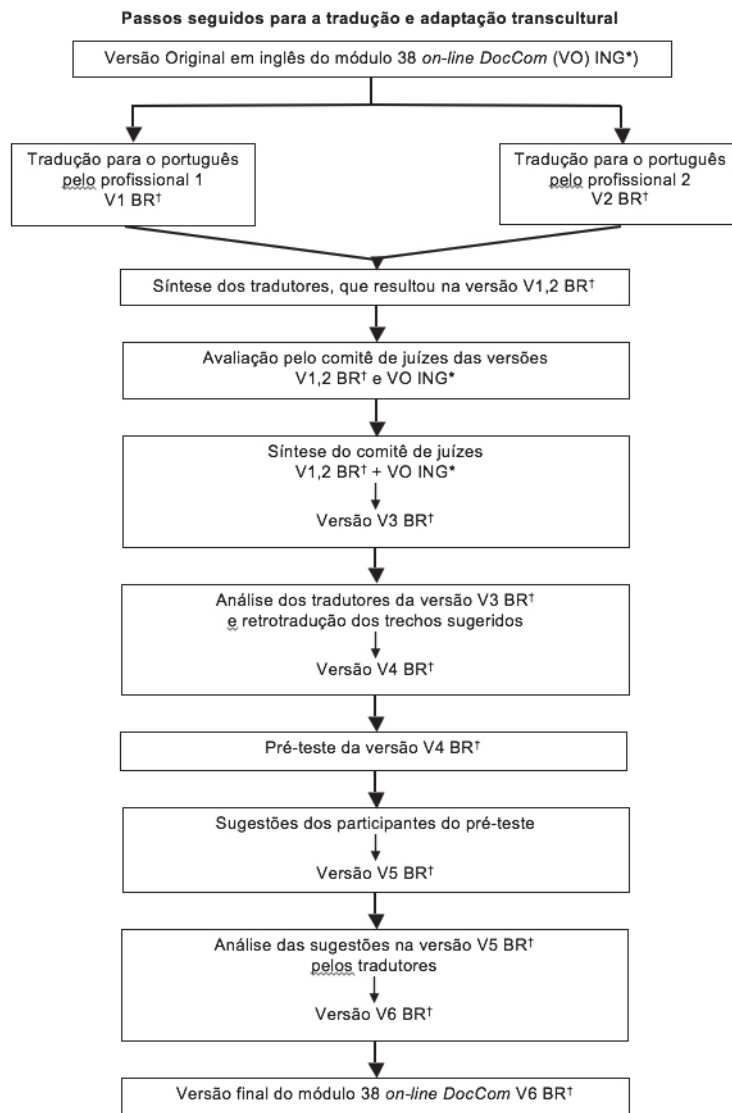 Passos seguidos para a tradução e adaptação transcultural
Versão Original em inglês do módulo 38 on-line DocCom (VO) ING*)
Tradução para o português
pelo profissional 1
V1 BR†
Tradução para o português
pelo profissional 2
V2 BR†
Síntese dos tradutores, que resultou na versão V1,2 BR†
Avaliação pelo comitê de juízes das versões
V1,2 BR† e VO ING*
Síntese do comitê de juízes
V1,2 BR† + VO ING*
Versão V3 BR†
Análise dos tradutores da versão V3 BR†
e retrotradução dos trechos sugeridos
Versão V4 BR†
Pré-teste da versão V4 BR†
Sugestões dos participantes do pré-teste
Versão V5 BR†
Análise das sugestões na versão V5 BR†
pelos tradutores
Versão V6 BR†
Versão final do módulo 38 on-line DocCom V6 BR†